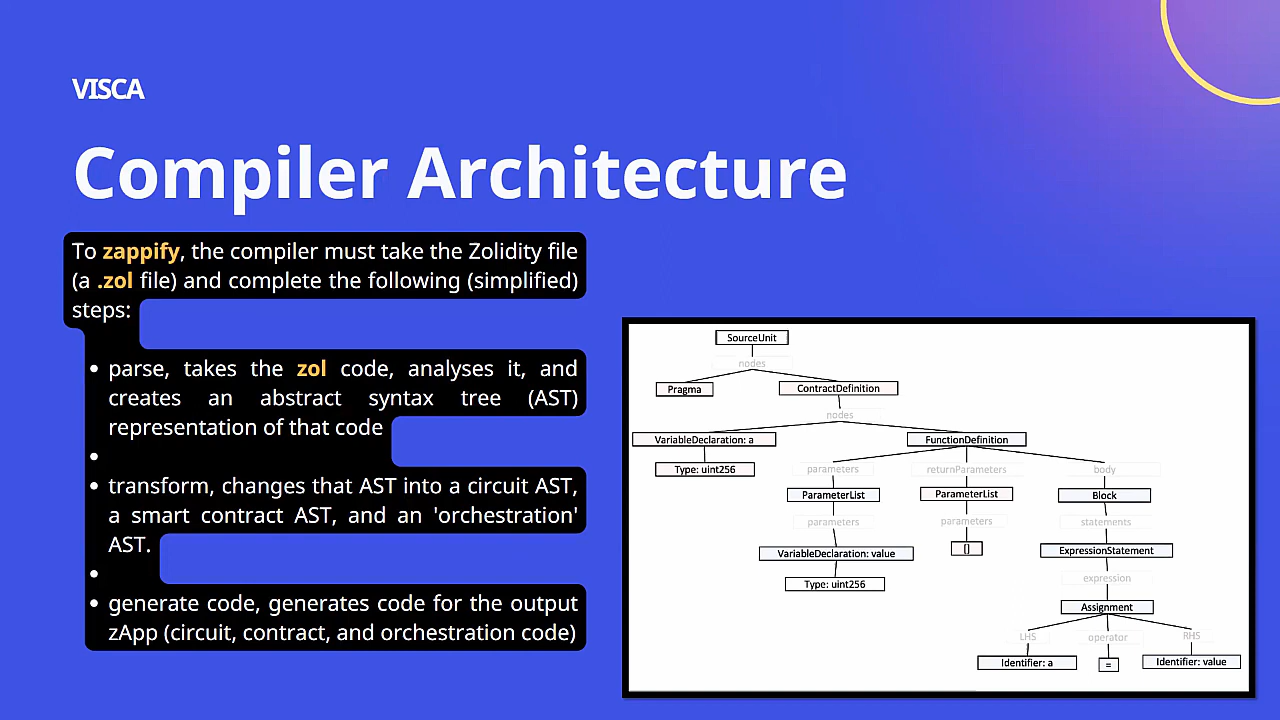 VISCA
Compiler Architecture
To zappify, the compiler must take the Zolidity file
(a .zol file) and complete the following (simplified)
steps:
• parse, takes the zol code, analyses it, and
creates an abstract syntax tree (AST)
representation of that code
•
• transform, changes that AST into a circuit AST,
a smart contract AST, and an 'orchestration'
AST.
•
• generate code, generates code for the output
zApp (circuit, contract, and orchestration code)
SourceUnit
nodes
Pragma
ContractDefinition
nodes
VariableDeclaration: a
FunctionDefinition
Type: uint256
parameters
returnParameters
body
ParameterList
ParameterList
Block
parameters
parameters
statements
VariableDeclaration: value
[]
ExpressionStatement
Type: uint256
expression
Assignment
LHS
operator
RHS
Identifier: a
=
Identifier: value